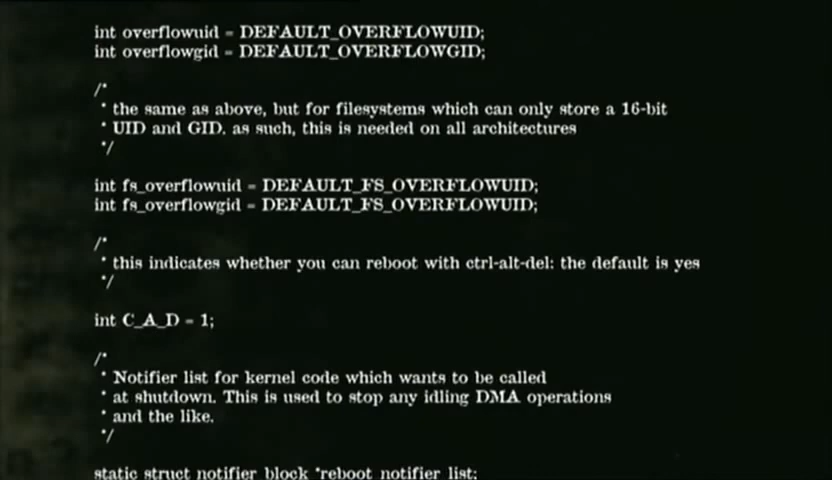 int overflowuid = DEFAULT_OVERFLOWUID;
int overflowgid = DEFAULT_OVERFLOWGID;
/*
* the same as above, but for filesystems which can only store a 16-bit
* UID and GID. as such, this is needed on all architectures
*/
int fs_overflowuid = DEFAULT_FS_OVERFLOWUID;
int fs_overflowgid = DEFAULT_FS_OVERFLOWUID;
/*
* this indicates whether you can reboot with ctrl-alt-del: the default is yes
*/
int C_A_D = 1;
/*
* Notifier list for kernel code which wants to be called
* at shutdown. This is used to stop any idling DMA operations
* and the like.
*/
static struct notifier_block *reboot_notifier_list;